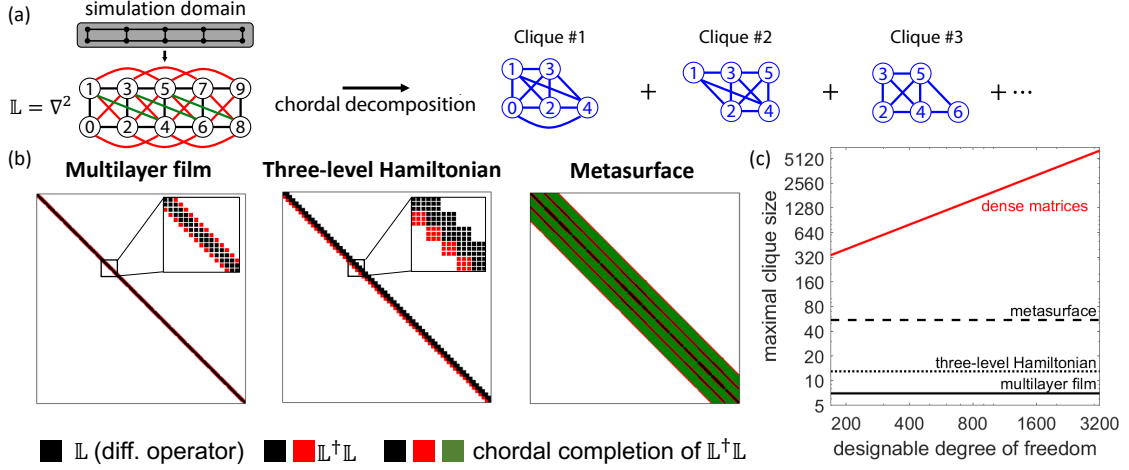 (a)
simulation domain
𝕃 = ∇²
1 3 5 7 9
0 2 4 6 8
chordal decomposition
Clique #1
1 3
0 2 4
+
Clique #2
1 3 5
2 4
+
Clique #3
3 5
2 4 6
+ ...
(b)
Multilayer film
Three-level Hamiltonian
Metasurface
𝕃 (diff. operator)
𝕃†𝕃
chordal completion of 𝕃†𝕃
(c)
maximal clique size
5120
2560
1280
640
320
160
80
40
20
10
5
dense matrices
metasurface
three-level Hamiltonian
multilayer film
200 400 800 1600 3200
designable degree of freedom